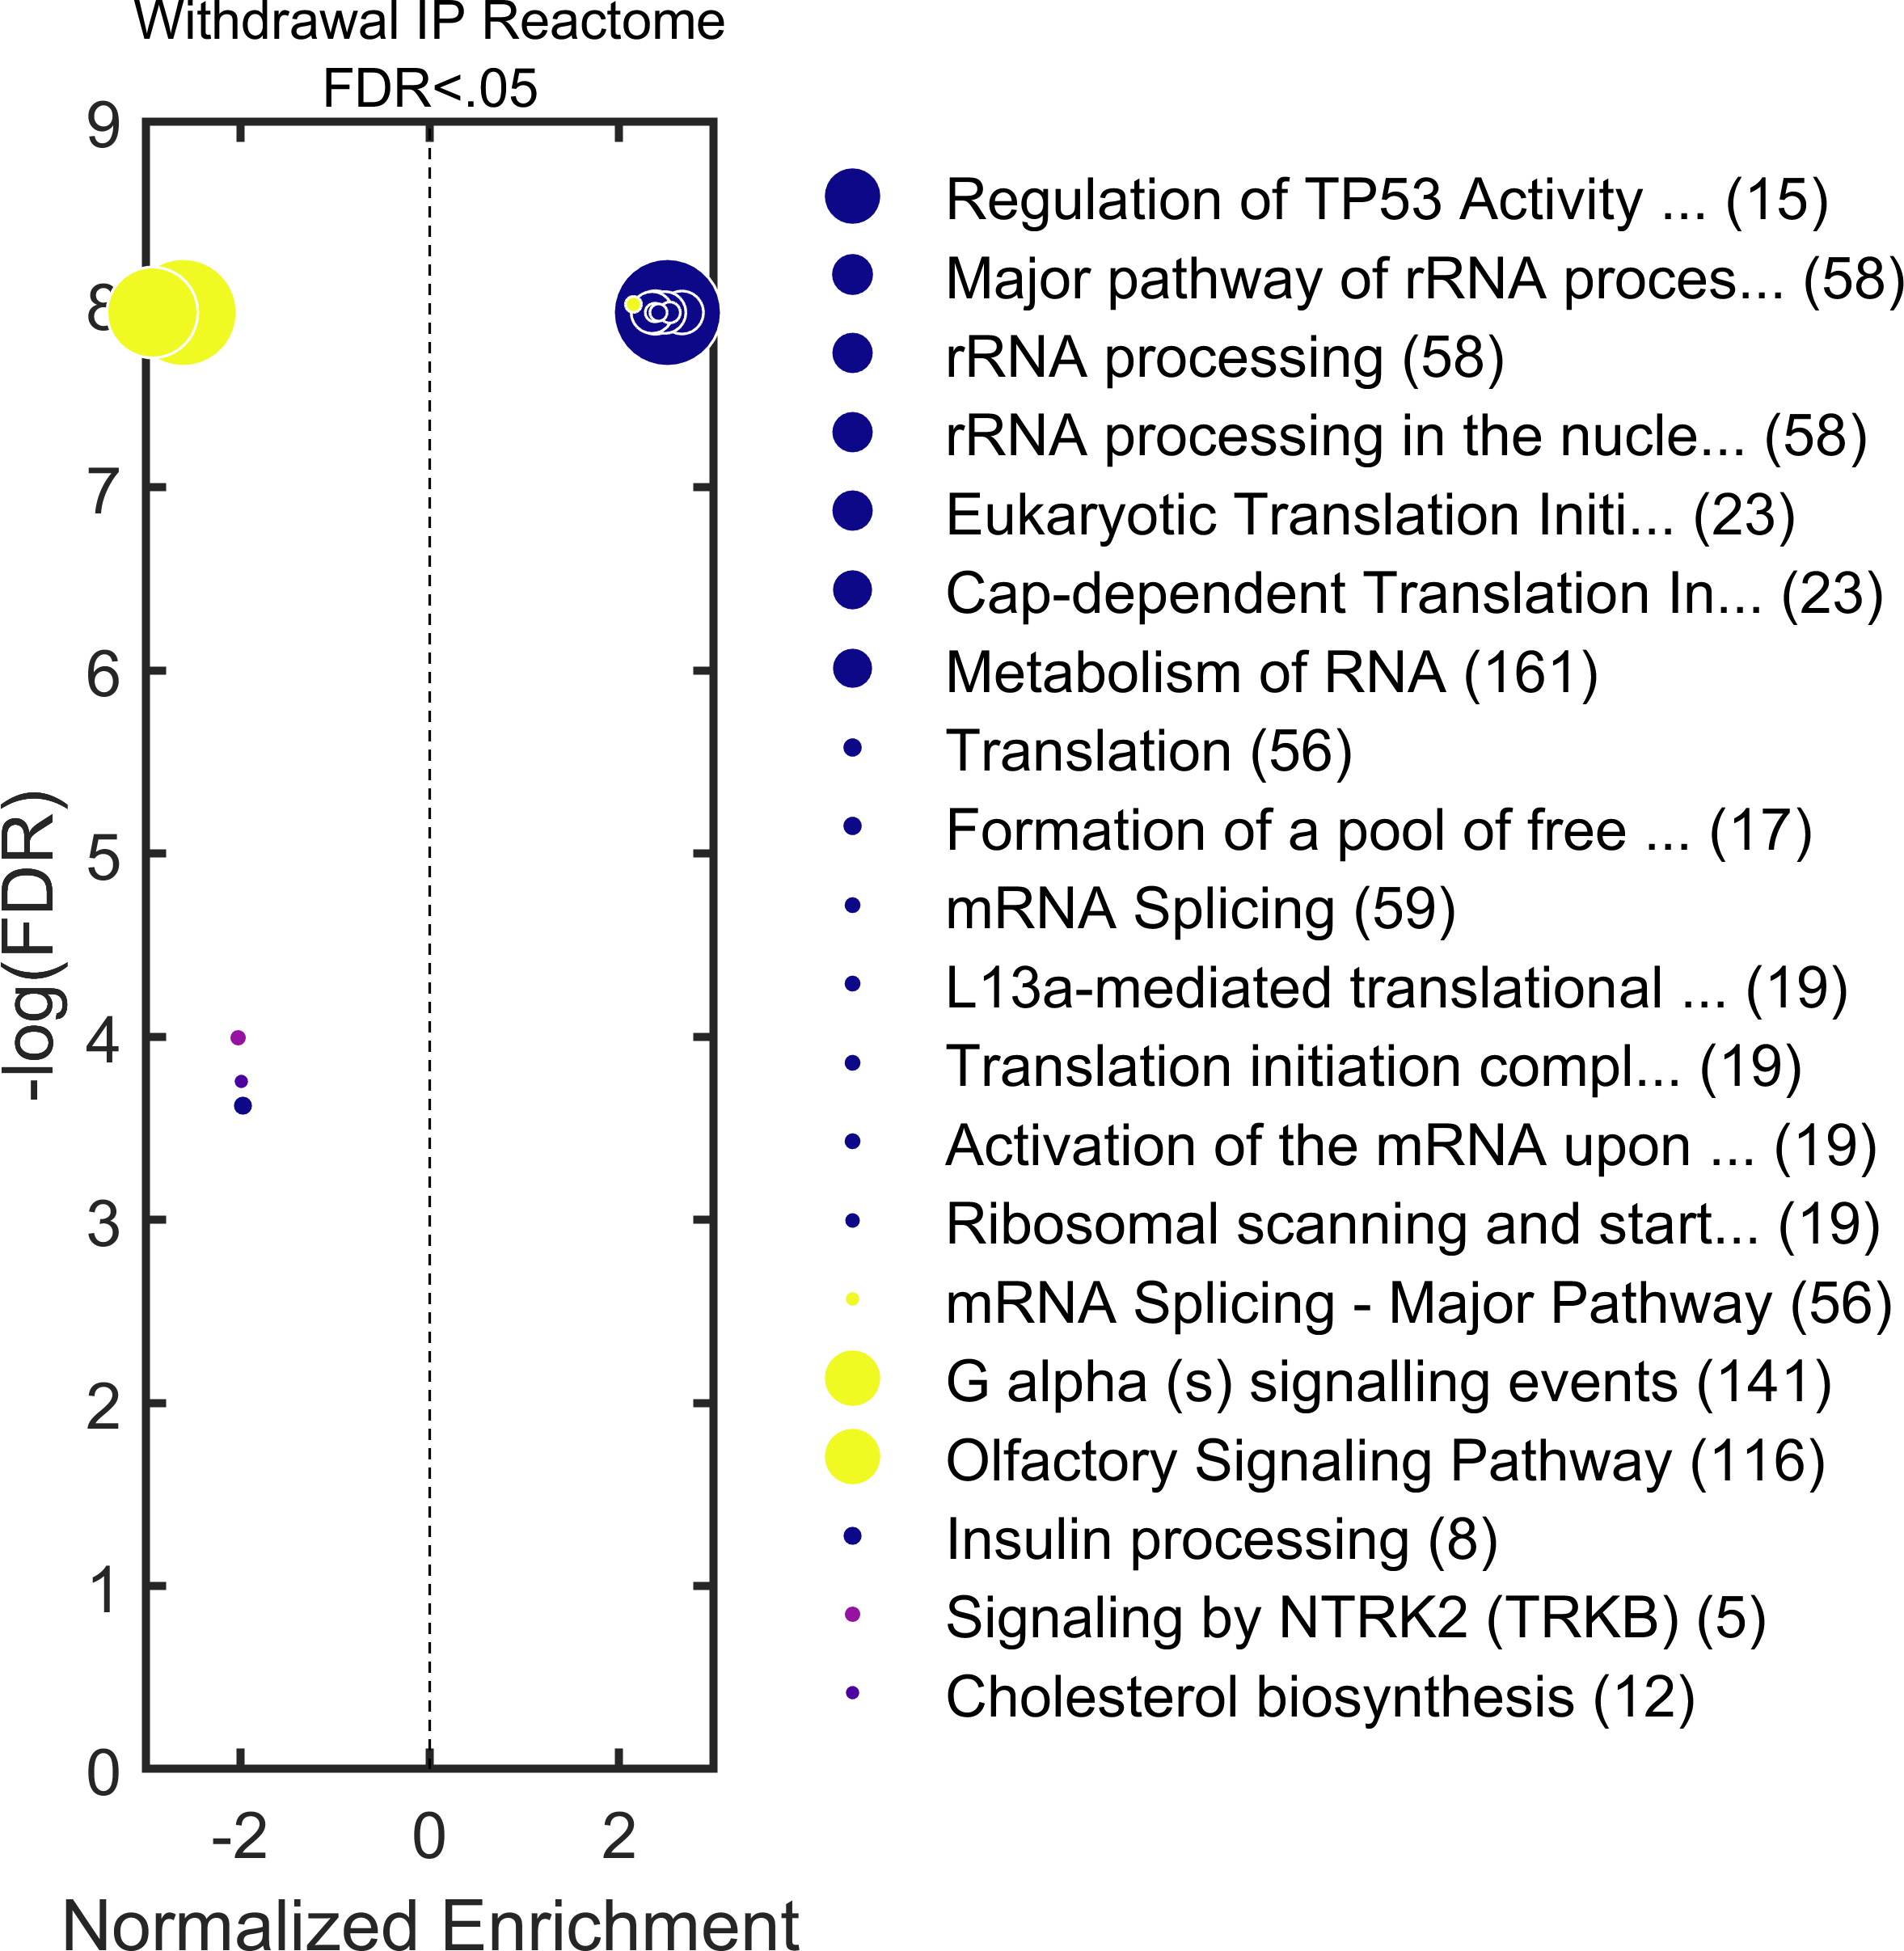 Withdrawal IP Reactome
FDR<.05
9
8
7
6
5
4
3
2
1
0
-log(FDR)
-2 0 2
Normalized Enrichment
Regulation of TP53 Activity ... (15)
Major pathway of rRNA proces... (58)
rRNA processing (58)
rRNA processing in the nucle... (58)
Eukaryotic Translation Initi... (23)
Cap-dependent Translation In... (23)
Metabolism of RNA (161)
Translation (56)
Formation of a pool of free ... (17)
mRNA Splicing (59)
L13a-mediated translational ... (19)
Translation initiation compl... (19)
Activation of the mRNA upon ... (19)
Ribosomal scanning and start... (19)
mRNA Splicing - Major Pathway (56)
G alpha (s) signalling events (141)
Olfactory Signaling Pathway (116)
Insulin processing (8)
Signaling by NTRK2 (TRKB) (5)
Cholesterol biosynthesis (12)